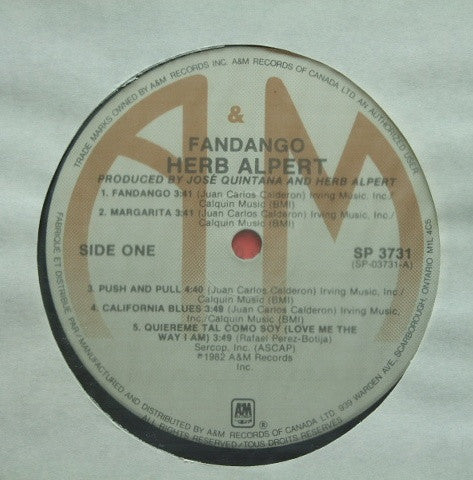 &
FANDANGO
HERB ALPERT
PRODUCED BY JOSE QUINTANA AND HERB ALPERT
1. FANDANGO 3:41 (Juan Carlos Calderon) Irving Music, Inc./
Calquin Music (BMI)
2. MARGARITA 3:41 (Juan Carlos Calderon) Irving Music, Inc./
Calquin Music (BMI)
SIDE ONE
SP 3731
(SP-03731-A)
3. PUSH AND PULL 4:40 (Juan Carlos Calderon) Irving Music, Inc./
Calquin Music (BMI)
4. CALIFORNIA BLUES 3:49 (Juan Carlos Calderon) Irving
Music, Inc./Calquin Music (BMI)
5. QUIEREME TAL COMO SOY (LOVE ME THE
WAY I AM) 3:49 (Rafael Perez-Botija)
Sercop, Inc. (ASCAP)
℗1982 A&M Records
Inc.
A&M ®
TRADE MARKS OWNED BY A&M RECORDS INC. A&M RECORDS OF CANADA LTD. AN AUTHORIZED USER
FABRIQUE ET DISTRIBUE PAR/MANUFACTURED AND DISTRIBUTED BY A&M RECORDS OF CANADA LTD. 939 WARDEN AVE, SCARBOROUGH, ONTARIO M1L 4C5
ALL RIGHTS RESERVED/TOUS DROITS RESERVES